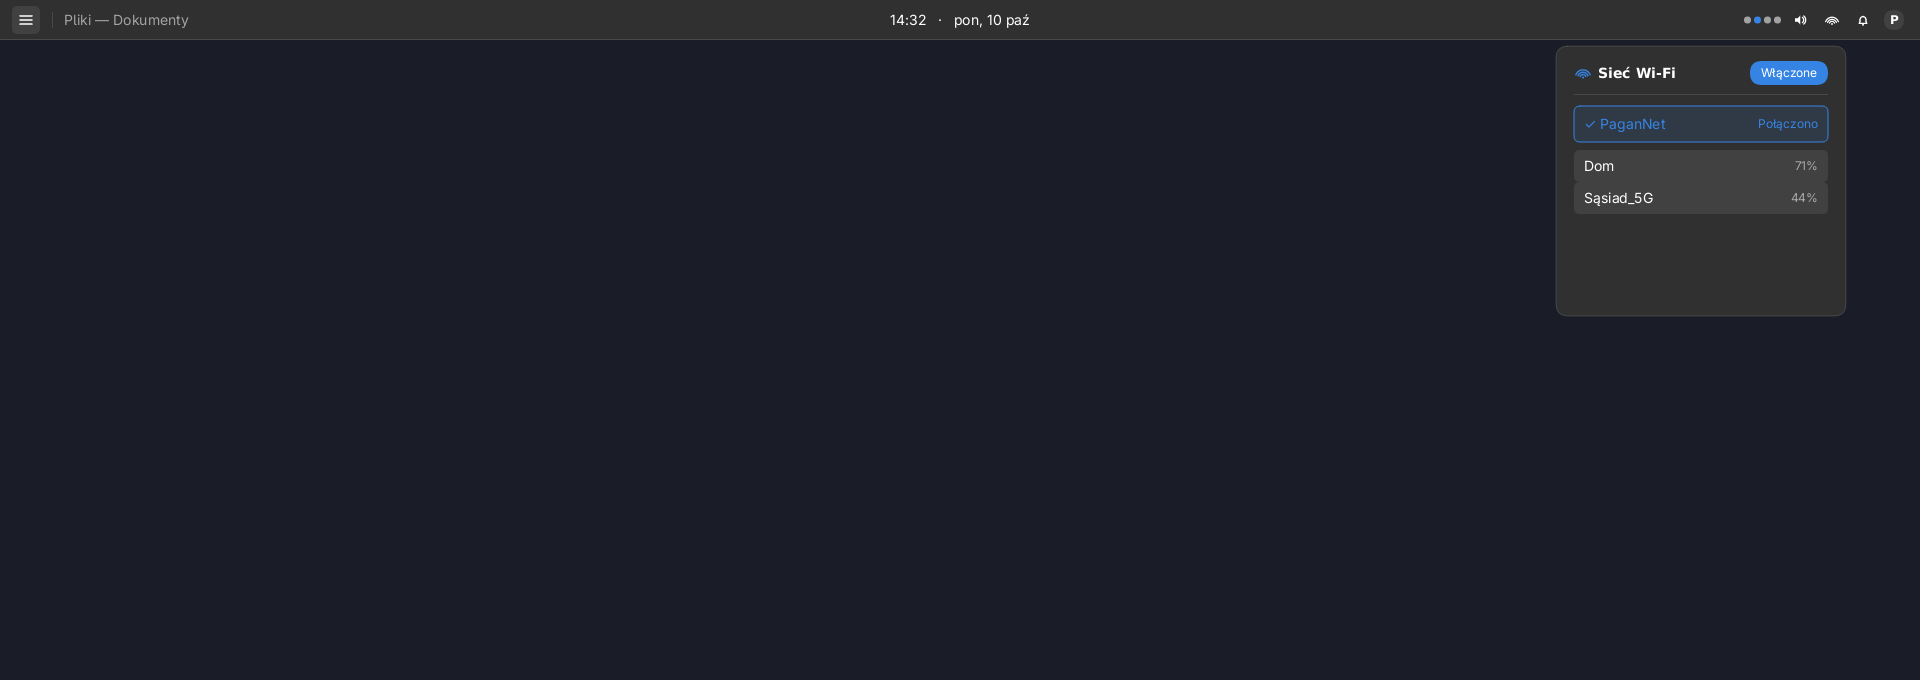 Pliki — Dokumenty
14:32 · pon, 10 paź
P
Sieć Wi-Fi
Włączone
PaganNet
Połączono
Dom
71%
Sąsiad_5G
44%